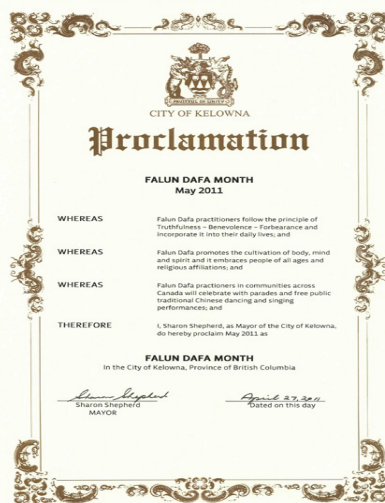 CITY OF KELOWNA
Proclamation
FALUN DAFA MONTH
May 2011
WHEREAS
Falun Dafa practitioners follow the principle of
Truthfulness – Benevolence – Forbearance and
incorporate it into their daily lives; and
WHEREAS
Falun Dafa promotes the cultivation of body, mind
and spirit and it embraces people of all ages and
religious affiliations; and
WHEREAS
Falun Dafa practioners in communities across
Canada will celebrate with parades and free public
traditional Chinese dancing and singing
performances; and
THEREFORE
I, Sharon Shepherd, as Mayor of the City of Kelowna,
do hereby proclaim May 2011 as
FALUN DAFA MONTH
In the City of Kelowna, Province of British Columbia
Sharon Shepherd
April 27, 2011
Sharon Shepherd
Dated on this day
MAYOR